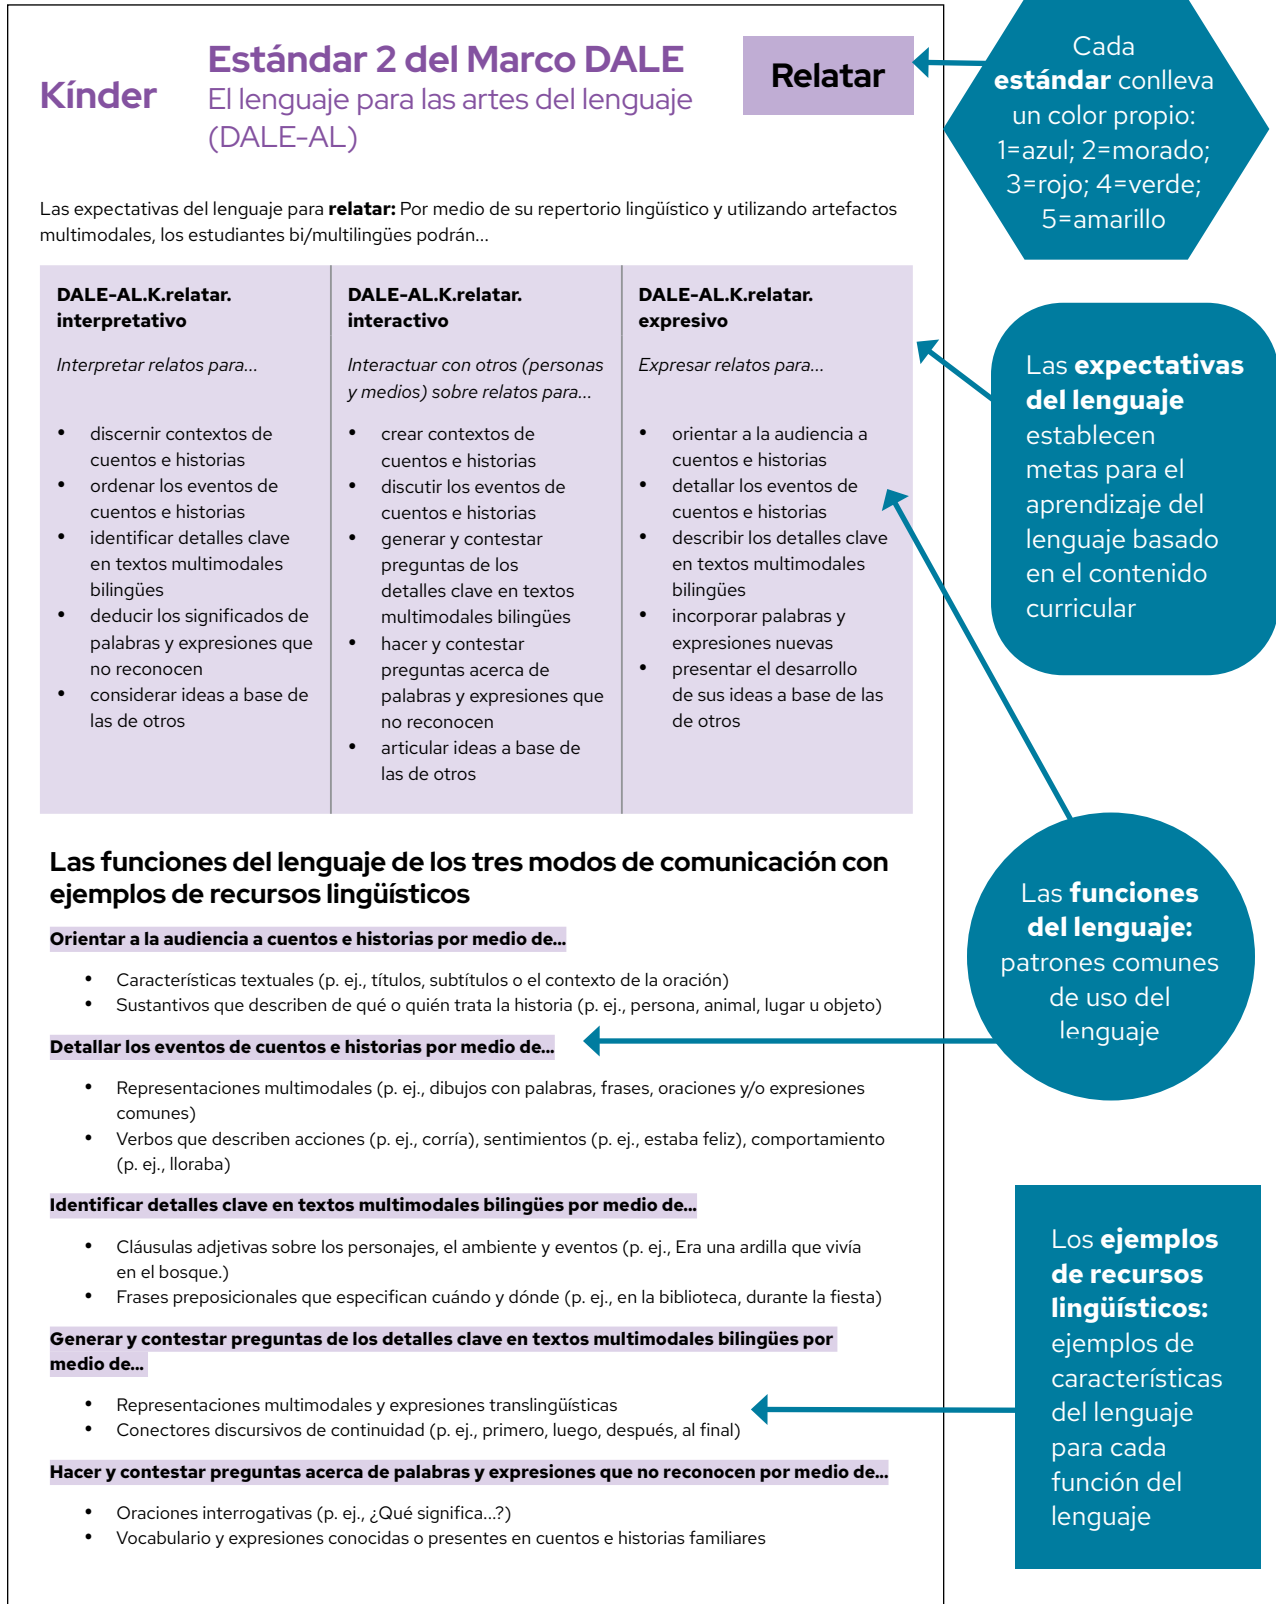 Kínder
Estándar 2 del Marco DALE
El lenguaje para las artes del lenguaje
(DALE-AL)
Relatar
Las expectativas del lenguaje para relatar: Por medio de su repertorio lingüístico y utilizando artefactos
multimodales, los estudiantes bi/multilingües podrán...
DALE-AL.K.relatar.
interpretativo
Interpretar relatos para...
• discernir contextos de
cuentos e historias
• ordenar los eventos de
cuentos e historias
• identificar detalles clave
en textos multimodales
bilingües
• deducir los significados de
palabras y expresiones que
no reconocen
• considerar ideas a base de
las de otros
DALE-AL.K.relatar.
interactivo
Interactuar con otros (personas
y medios) sobre relatos para...
• crear contextos de
cuentos e historias
• discutir los eventos de
cuentos e historias
• generar y contestar
preguntas de los
detalles clave en textos
multimodales bilingües
• hacer y contestar
preguntas acerca de
palabras y expresiones que
no reconocen
• articular ideas a base de
las de otros
DALE-AL.K.relatar.
expresivo
Expresar relatos para...
• orientar a la audiencia a
cuentos e historias
• detallar los eventos de
cuentos e historias
• describir los detalles clave
en textos multimodales
bilingües
• incorporar palabras y
expresiones nuevas
• presentar el desarrollo
de sus ideas a base de las
de otros
Las funciones del lenguaje de los tres modos de comunicación con
ejemplos de recursos lingüísticos
Orientar a la audiencia a cuentos e historias por medio de...
• Características textuales (p. ej., títulos, subtítulos o el contexto de la oración)
• Sustantivos que describen de qué o quién trata la historia (p. ej., persona, animal, lugar u objeto)
Detallar los eventos de cuentos e historias por medio de...
• Representaciones multimodales (p. ej., dibujos con palabras, frases, oraciones y/o expresiones
comunes)
• Verbos que describen acciones (p. ej., corría), sentimientos (p. ej., estaba feliz), comportamiento
(p. ej., lloraba)
Identificar detalles clave en textos multimodales bilingües por medio de...
• Cláusulas adjetivas sobre los personajes, el ambiente y eventos (p. ej., Era una ardilla que vivía
en el bosque.)
• Frases preposicionales que especifican cuándo y dónde (p. ej., en la biblioteca, durante la fiesta)
Generar y contestar preguntas de los detalles clave en textos multimodales bilingües por
medio de...
• Representaciones multimodales y expresiones translingüísticas
• Conectores discursivos de continuidad (p. ej., primero, luego, después, al final)
Hacer y contestar preguntas acerca de palabras y expresiones que no reconocen por medio de...
• Oraciones interrogativas (p. ej., ¿Qué significa...?)
• Vocabulario y expresiones conocidas o presentes en cuentos e historias familiares
Cada
estándar conlleva
un color propio:
1=azul; 2=morado;
3=rojo; 4=verde;
5=amarillo
Las expectativas
del lenguaje
establecen
metas para el
aprendizaje del
lenguaje basado
en el contenido
curricular
Las funciones
del lenguaje:
patrones comunes
de uso del
lenguaje
Los ejemplos
de recursos
lingüísticos:
ejemplos de
características
del lenguaje
para cada
función del
lenguaje